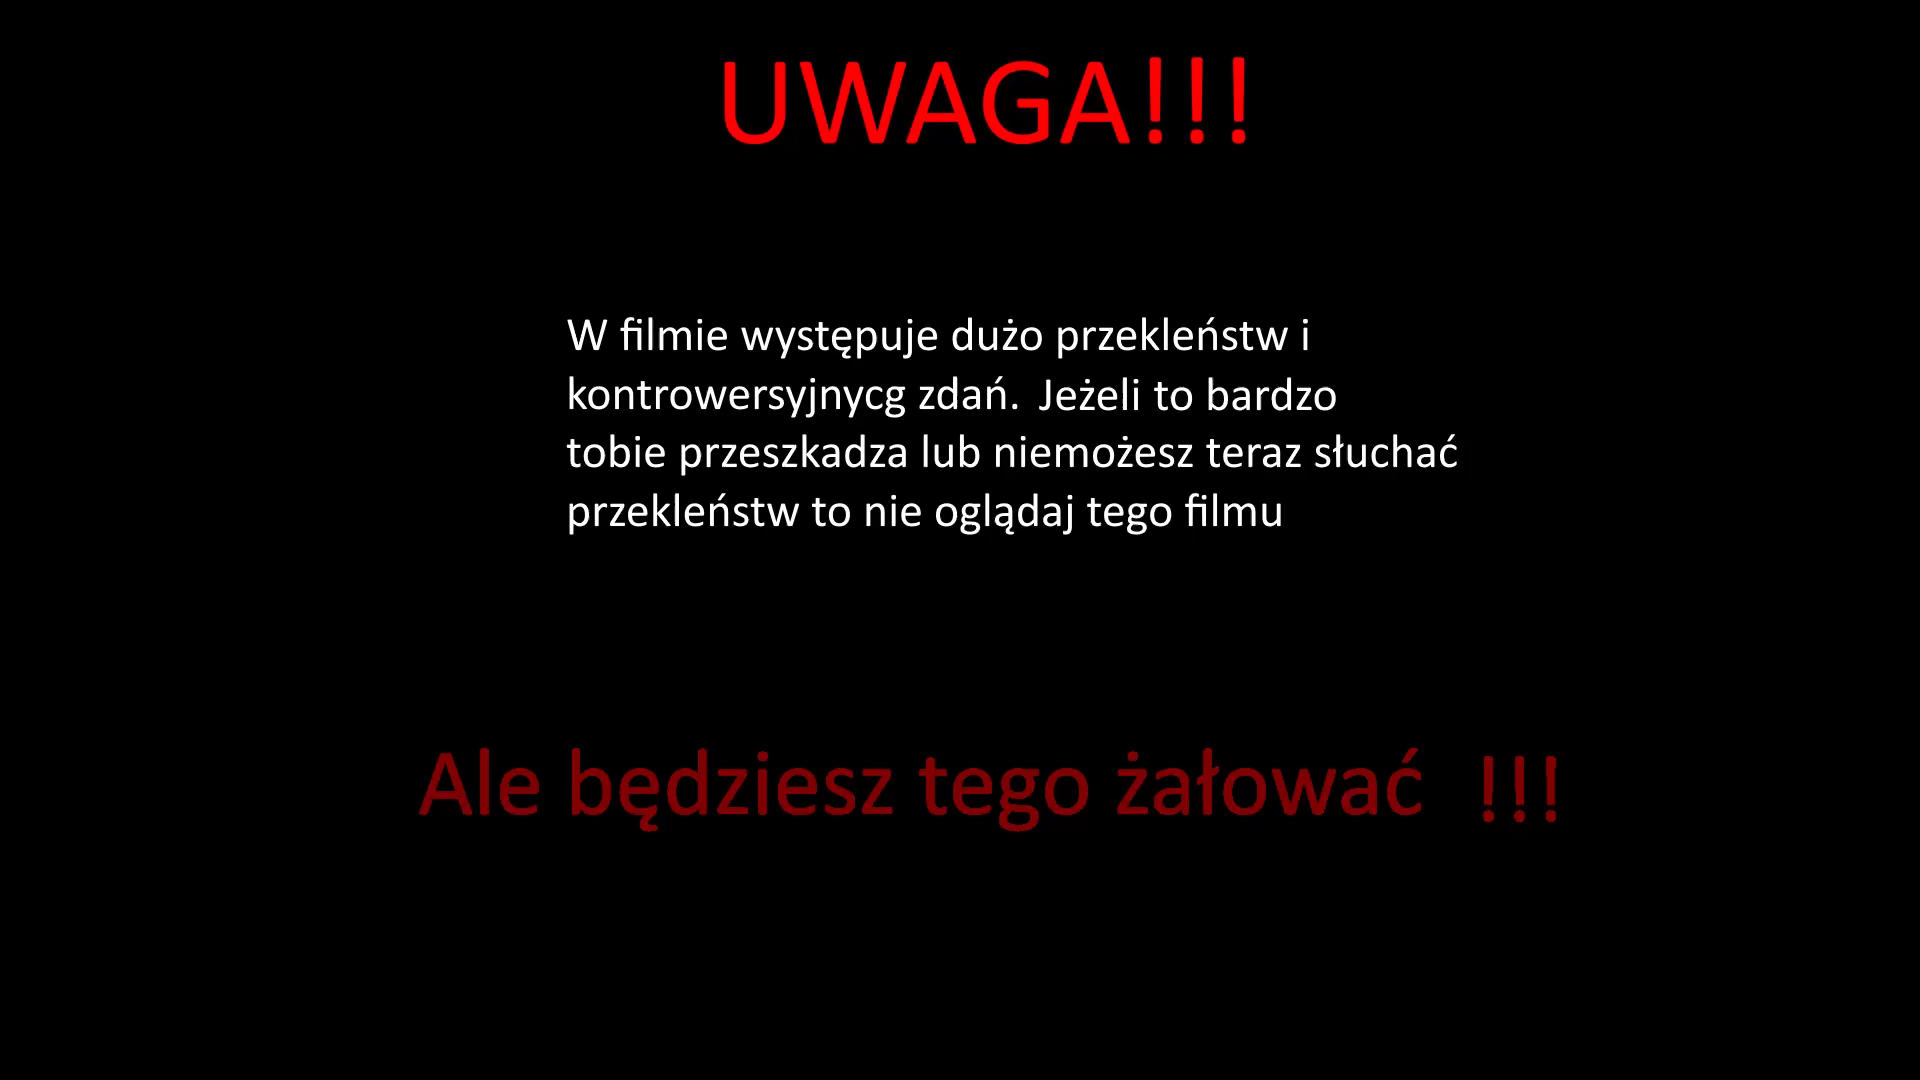 UWAGA!!!
W filmie występuje dużo przekleństw i
kontrowersyjnycg zdań. Jeżeli to bardzo
tobie przeszkadza lub niemożesz teraz słuchać
przekleństw to nie oglądaj tego filmu
Ale będziesz tego żałować !!!